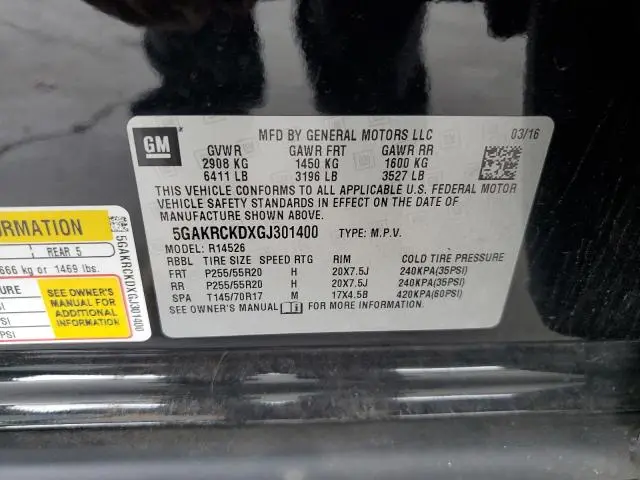 GM
MFD BY GENERAL MOTORS LLC 03/16
GVWR GAWR FRT GAWR RR
2908 KG 1450 KG 1600 KG
6411 LB 3196 LB 3527 LB
THIS VEHICLE CONFORMS TO ALL APPLICABLE U.S. FEDERAL MOTOR
VEHICLE SAFETY STANDARDS IN EFFECT ON THE DATE OF
MANUFACTURE SHOWN ABOVE.
5GAKRCKDXGJ301400 TYPE: M.P.V.
MODEL: R14526
RBBL TIRE SIZE SPEED RTG RIM COLD TIRE PRESSURE
FRT P255/55R20 H 20X7.5J 240KPA(35PSI)
RR P255/55R20 H 20X7.5J 240KPA(35PSI)
SPA T145/70R17 M 17X4.5B 420KPA(60PSI)
SEE OWNER'S MANUAL FOR MORE INFORMATION.
ORMATION
REAR 5
666 kg or 1469 lbs.
SEE OWNER'S
MANUAL FOR
ADDITIONAL
INFORMATION
PSI
5GAKRCKDXGJ301400